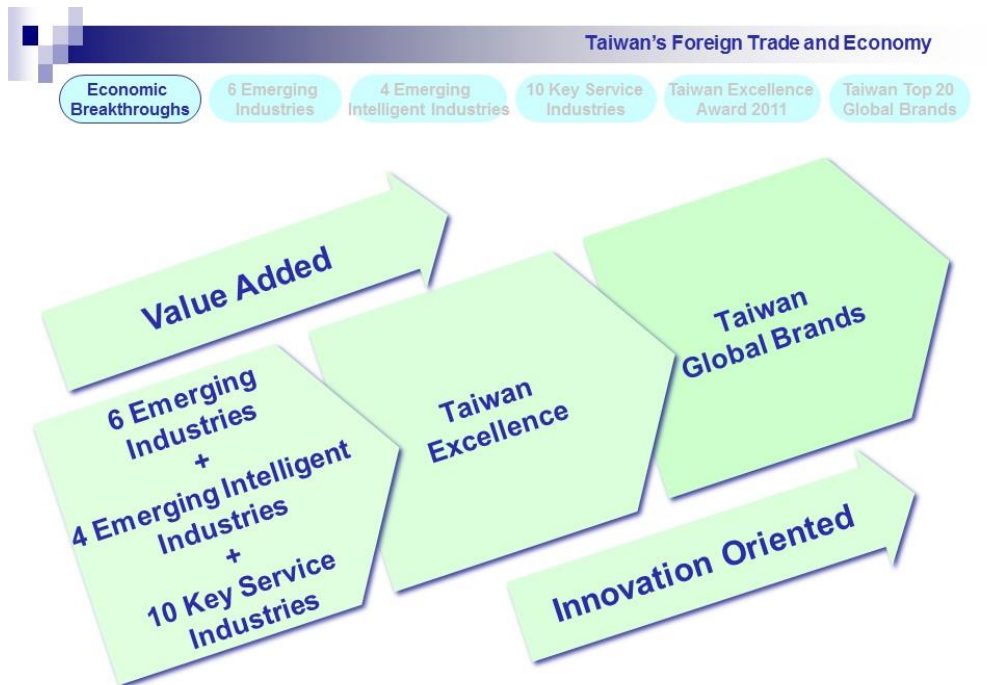 Taiwan's Foreign Trade and Economy
Economic
Breakthroughs
6 Emerging
Industries
4 Emerging
Intelligent Industries
10 Key Service
Industries
Taiwan Excellence
Award 2011
Taiwan Top 20
Global Brands
Value Added
6 Emerging
Industries
+
4 Emerging Intelligent
Industries
+
10 Key Service
Industries
Taiwan
Excellence
Taiwan
Global Brands
Innovation Oriented